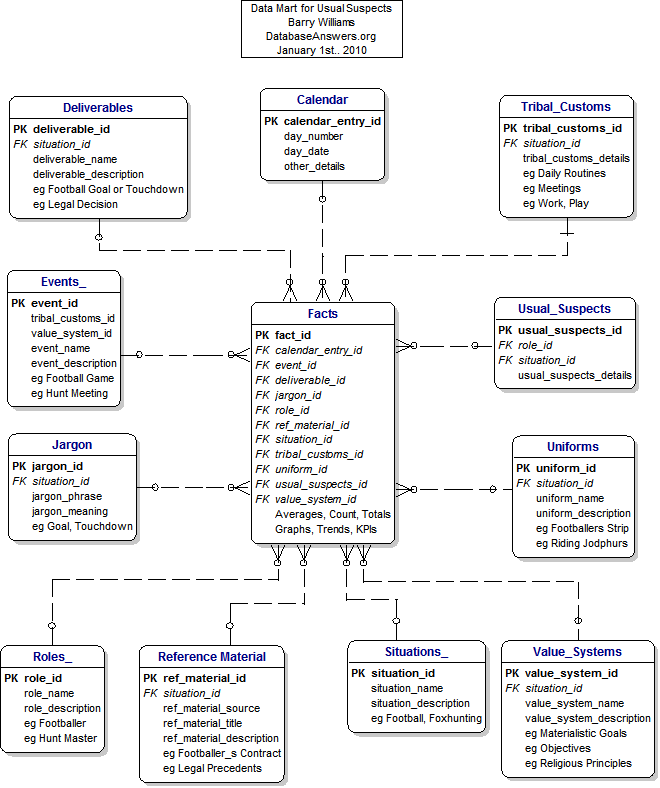 Data Mart for Usual Suspects
Barry Williams
DatabaseAnswers.org
January 1st.. 2010
Deliverables
PK deliverable_id
FK situation_id
deliverable_name
deliverable_description
eg Football Goal or Touchdown
eg Legal Decision
Calendar
PK calendar_entry_id
day_number
day_date
other_details
Tribal_Customs
PK tribal_customs_id
FK situation_id
tribal_customs_details
eg Daily Routines
eg Meetings
eg Work, Play
Events_
PK event_id
tribal_customs_id
value_system_id
event_name
event_description
eg Football Game
eg Hunt Meeting
Facts
PK fact_id
FK calendar_entry_id
FK event_id
FK deliverable_id
FK jargon_id
FK role_id
FK ref_material_id
FK situation_id
FK tribal_customs_id
FK uniform_id
FK usual_suspects_id
FK value_system_id
Averages, Count, Totals
Graphs, Trends, KPIs
Usual_Suspects
PK usual_suspects_id
FK role_id
FK situation_id
usual_suspects_details
Jargon
PK jargon_id
FK situation_id
jargon_phrase
jargon_meaning
eg Goal, Touchdown
Uniforms
PK uniform_id
FK situation_id
uniform_name
uniform_description
eg Footballers Strip
eg Riding Jodphurs
Roles_
PK role_id
role_name
role_description
eg Footballer
eg Hunt Master
Reference Material
PK ref_material_id
FK situation_id
ref_material_source
ref_material_title
ref_material_description
eg Footballer_s Contract
eg Legal Precedents
Situations_
PK situation_id
situation_name
situation_description
eg Football, Foxhunting
Value_Systems
PK value_system_id
FK situation_id
value_system_name
value_system_description
eg Materialistic Goals
eg Objectives
eg Religious Principles